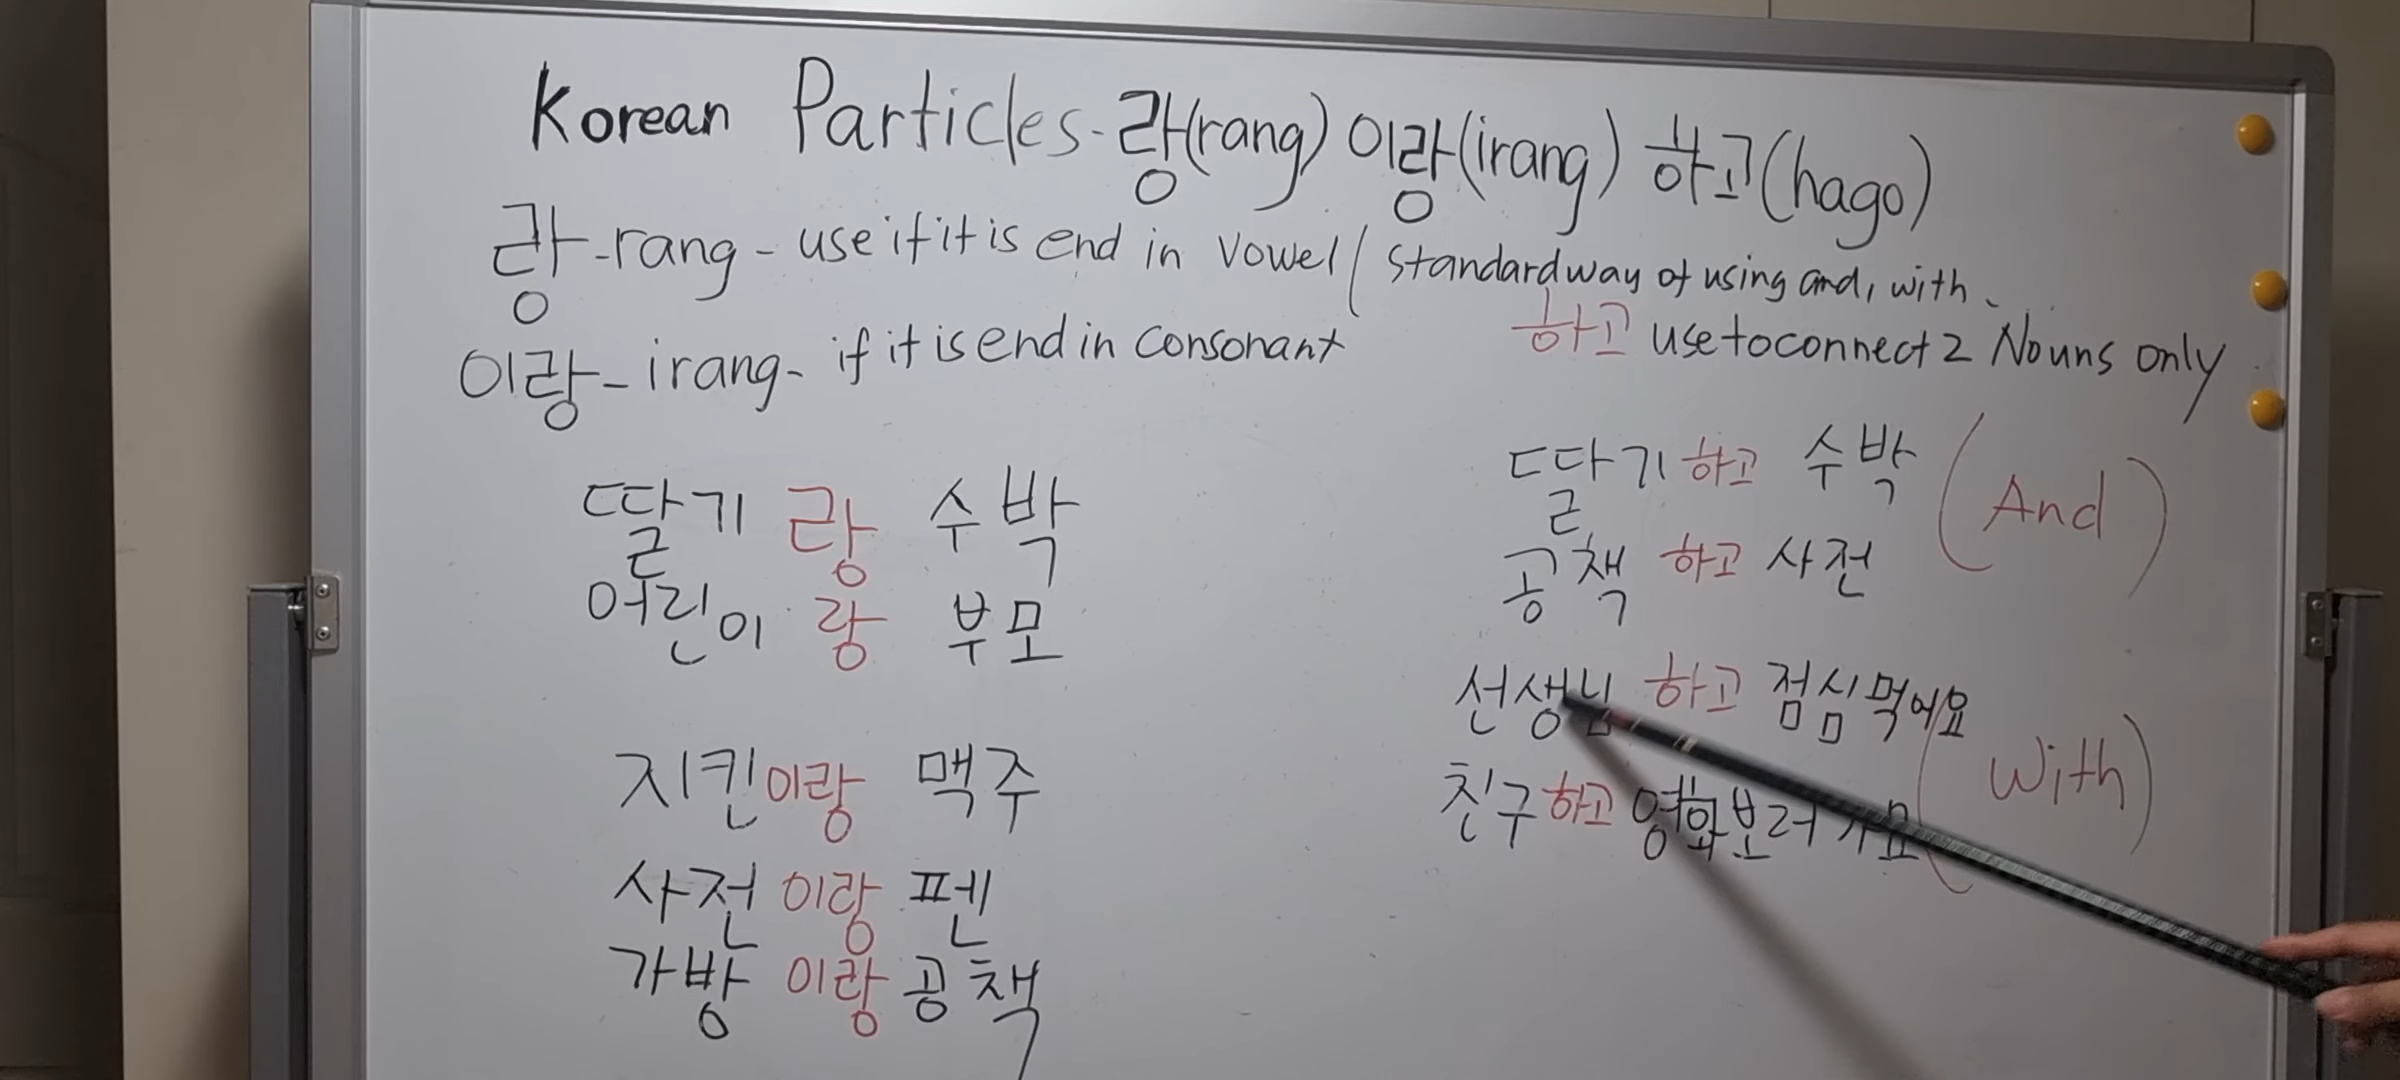 Korean Particles-랑(rang) 이랑(irang) 하고(hago)
랑-rang- use if it is end in vowel / Standard way of using and, with.
이랑- irang- if it is end in consonant
하고 use to connect 2 Nouns only
딸기 랑 수박
어린이 랑 부모
지킨이랑 맥주
사전 이랑 펜
가방 이랑 공책
딸기 하고 수박
공책 하고 사전
(And)
선생님 하고 점심먹어요
친구하고 영화보러 가요
(With)